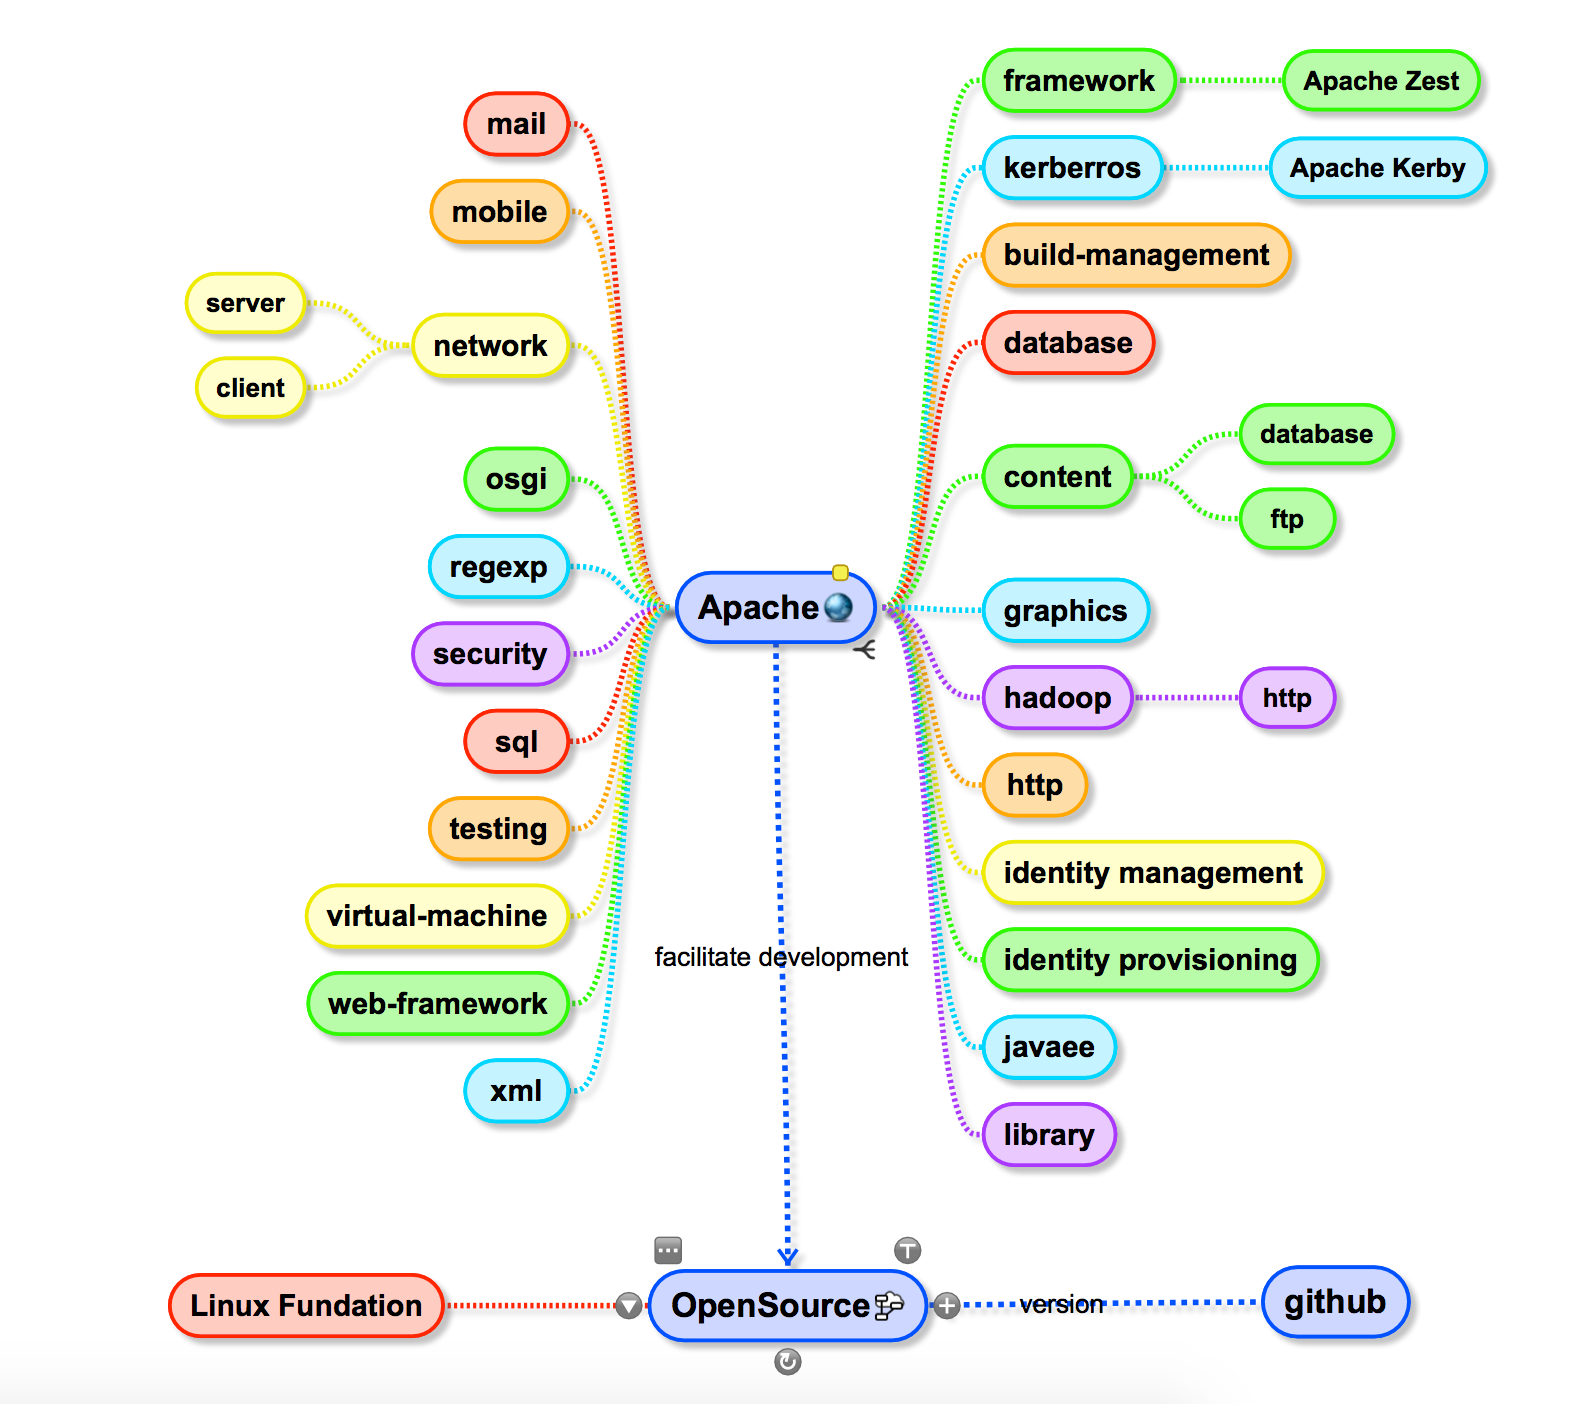 mail
mobile
server
network
client
osgi
regexp
security
sql
testing
virtual-machine
web-framework
xml
Apache
framework
Apache Zest
kerberros
Apache Kerby
build-management
database
content
database
ftp
graphics
hadoop
http
http
identity management
identity provisioning
javaee
library
facilitate development
Linux Fundation
OpenSource
version
github